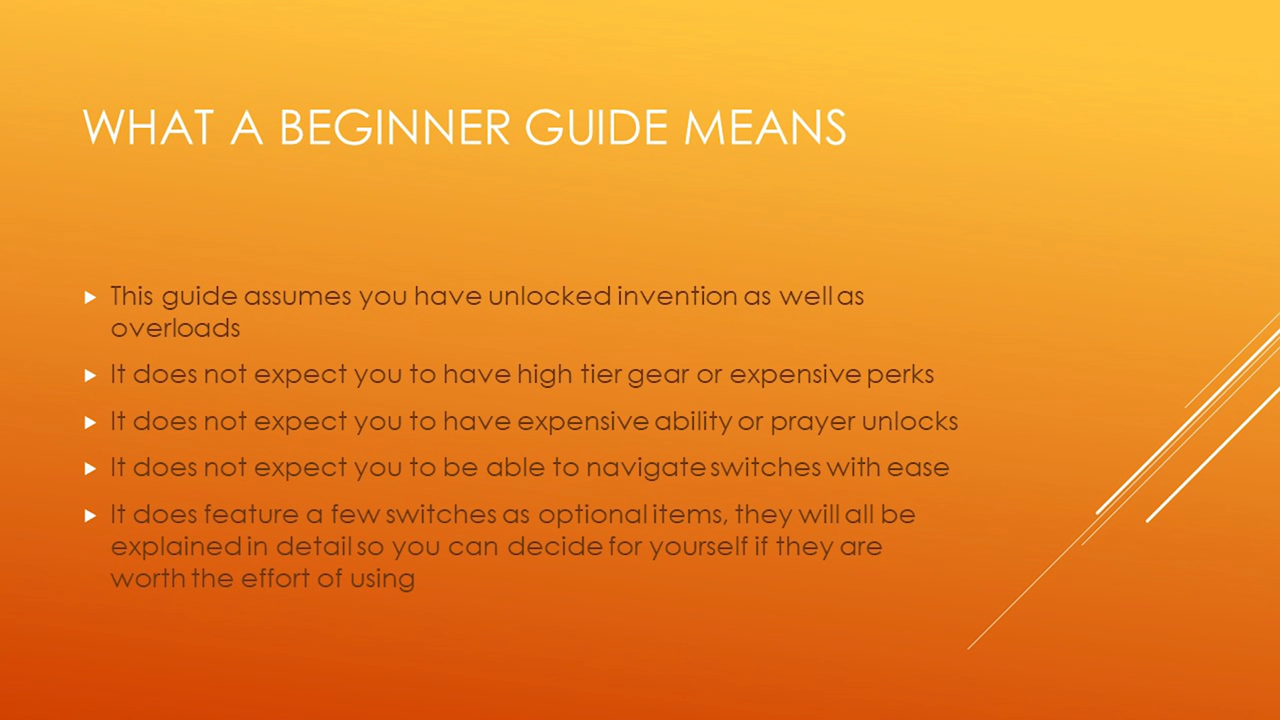 WHAT A BEGINNER GUIDE MEANS
This guide assumes you have unlocked invention as well as
overloads
It does not expect you to have high tier gear or expensive perks
It does not expect you to have expensive ability or prayer unlocks
It does not expect you to be able to navigate switches with ease
It does feature a few switches as optional items, they will all be
explained in detail so you can decide for yourself if they are
worth the effort of using